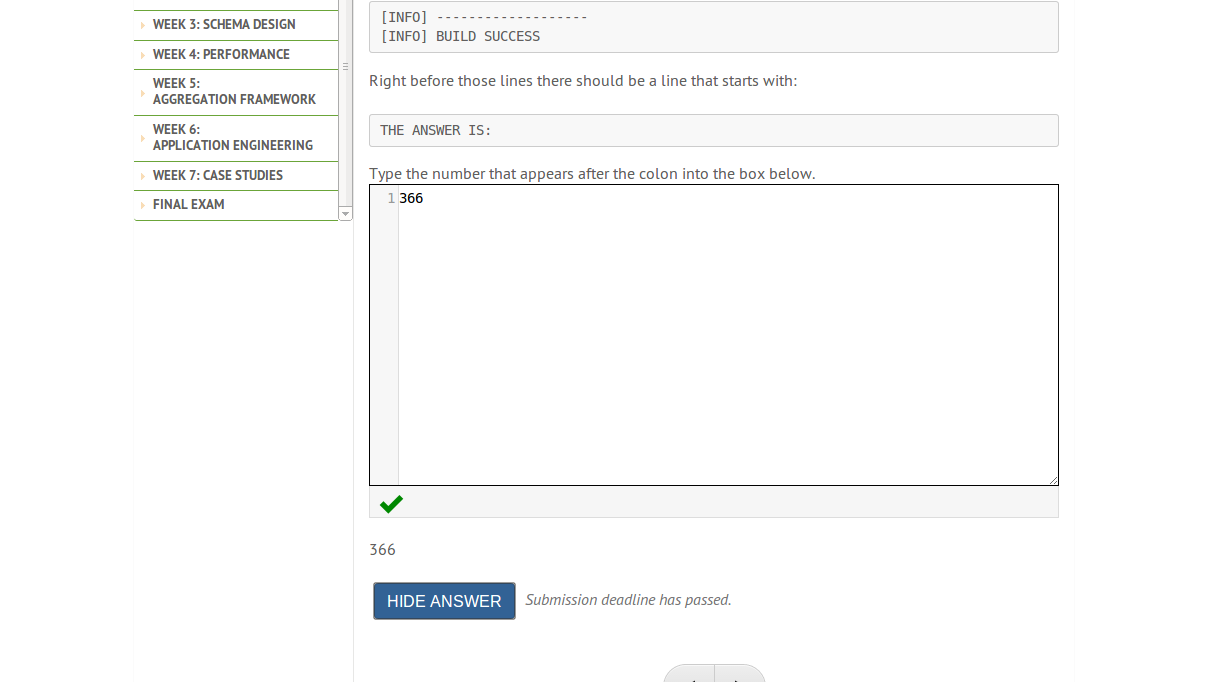 WEEK 3: SCHEMA DESIGN
WEEK 4: PERFORMANCE
WEEK 5:
AGGREGATION FRAMEWORK
WEEK 6:
APPLICATION ENGINEERING
WEEK 7: CASE STUDIES
FINAL EXAM
[INFO] -------------------
[INFO] BUILD SUCCESS
Right before those lines there should be a line that starts with:
THE ANSWER IS:
Type the number that appears after the colon into the box below.
1 366
366
HIDE ANSWER Submission deadline has passed.